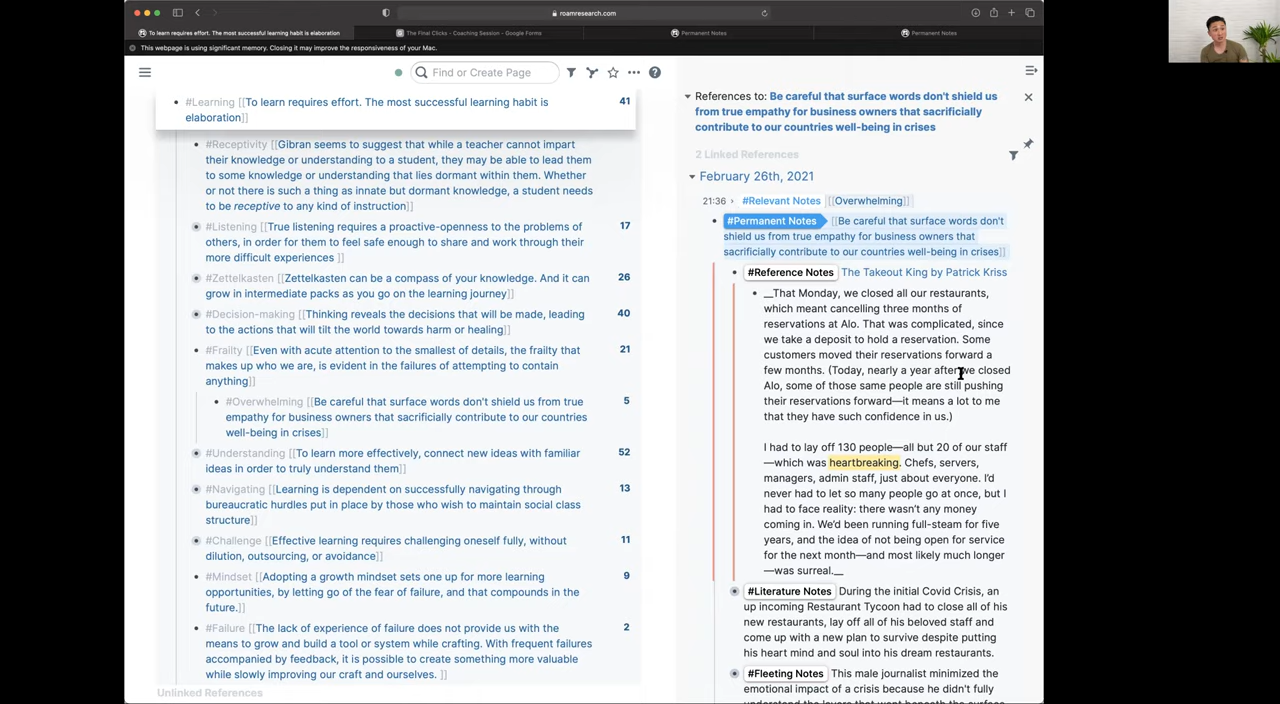 roamresearch.com
To learn requires effort. The most successful learning habit is elaboration
The Final Clicks - Coaching Session - Google Forms
Permanent Notes
Permanent Notes
This webpage is using significant memory. Closing it may improve the responsiveness of your Mac.
Find or Create Page
#Learning [[To learn requires effort. The most successful learning habit is 41
elaboration]]
#Receptivity [[Gibran seems to suggest that while a teacher cannot impart
their knowledge or understanding to a student, they may be able to lead them
to some knowledge or understanding that lies dormant within them. Whether
or not there is such a thing as innate but dormant knowledge, a student needs
to be receptive to any kind of instruction]]
#Listening [[True listening requires a proactive-openness to the problems of 17
others, in order for them to feel safe enough to share and work through their
more difficult experiences ]]
#Zettelkasten [[Zettelkasten can be a compass of your knowledge. And it can 26
grow in intermediate packs as you go on the learning journey]]
#Decision-making [[Thinking reveals the decisions that will be made, leading 40
to the actions that will tilt the world towards harm or healing]]
#Frailty [[Even with acute attention to the smallest of details, the frailty that 21
makes up who we are, is evident in the failures of attempting to contain
anything]]
#Overwhelming [[Be careful that surface words don't shield us from true 5
empathy for business owners that sacrificially contribute to our countries
well-being in crises]]
#Understanding [[To learn more effectively, connect new ideas with familiar 52
ideas in order to truly understand them]]
#Navigating [[Learning is dependent on successfully navigating through 13
bureaucratic hurdles put in place by those who wish to maintain social class
structure]]
#Challenge [[Effective learning requires challenging oneself fully, without 11
dilution, outsourcing, or avoidance]]
#Mindset [[Adopting a growth mindset sets one up for more learning 9
opportunities, by letting go of the fear of failure, and that compounds in the
future.]]
#Failure [[The lack of experience of failure does not provide us with the 2
means to grow and build a tool or system while crafting. With frequent failures
accompanied by feedback, it is possible to create something more valuable
while slowly improving our craft and ourselves. ]]
Unlinked References
References to: Be careful that surface words don't shield us
from true empathy for business owners that sacrificially
contribute to our countries well-being in crises
2 Linked References
February 26th, 2021
21:36 #Relevant Notes [[Overwhelming]]
#Permanent Notes [[Be careful that surface words don't
shield us from true empathy for business owners that
sacrificially contribute to our countries well-being in crises]]
#Reference Notes The Takeout King by Patrick Kriss
__That Monday, we closed all our restaurants,
which meant cancelling three months of
reservations at Alo. That was complicated, since
we take a deposit to hold a reservation. Some
customers moved their reservations forward a
few months. (Today, nearly a year after we closed
Alo, some of those same people are still pushing
their reservations forward—it means a lot to me
that they have such confidence in us.)
I had to lay off 130 people—all but 20 of our staff
—which was heartbreaking. Chefs, servers,
managers, admin staff, just about everyone. I'd
never had to let so many people go at once, but I
had to face reality: there wasn't any money
coming in. We'd been running full-steam for five
years, and the idea of not being open for service
for the next month—and most likely much longer
—was surreal.__
#Literature Notes During the initial Covid Crisis, an
up incoming Restaurant Tycoon had to close all of his
new restaurants, lay off all of his beloved staff and
come up with a new plan to survive despite putting
his heart mind and soul into his dream restaurants.
#Fleeting Notes This male journalist minimized the
emotional impact of a crisis because he didn't fully
understand the layers that went beneath the surface